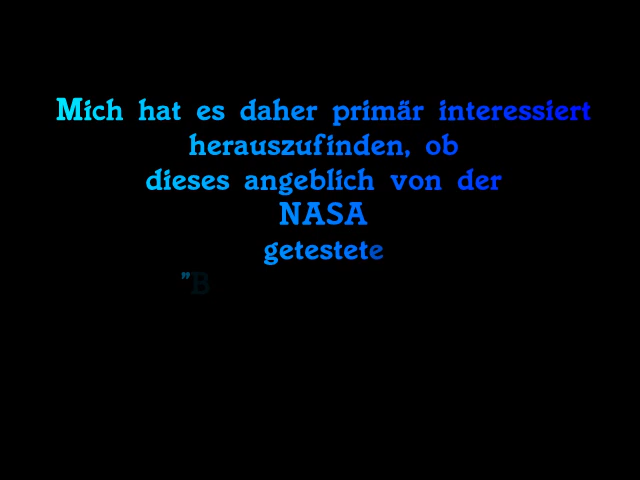 Mich hat es daher primär interessiert
herauszufinden, ob
dieses angeblich von der
NASA
getestete
"B